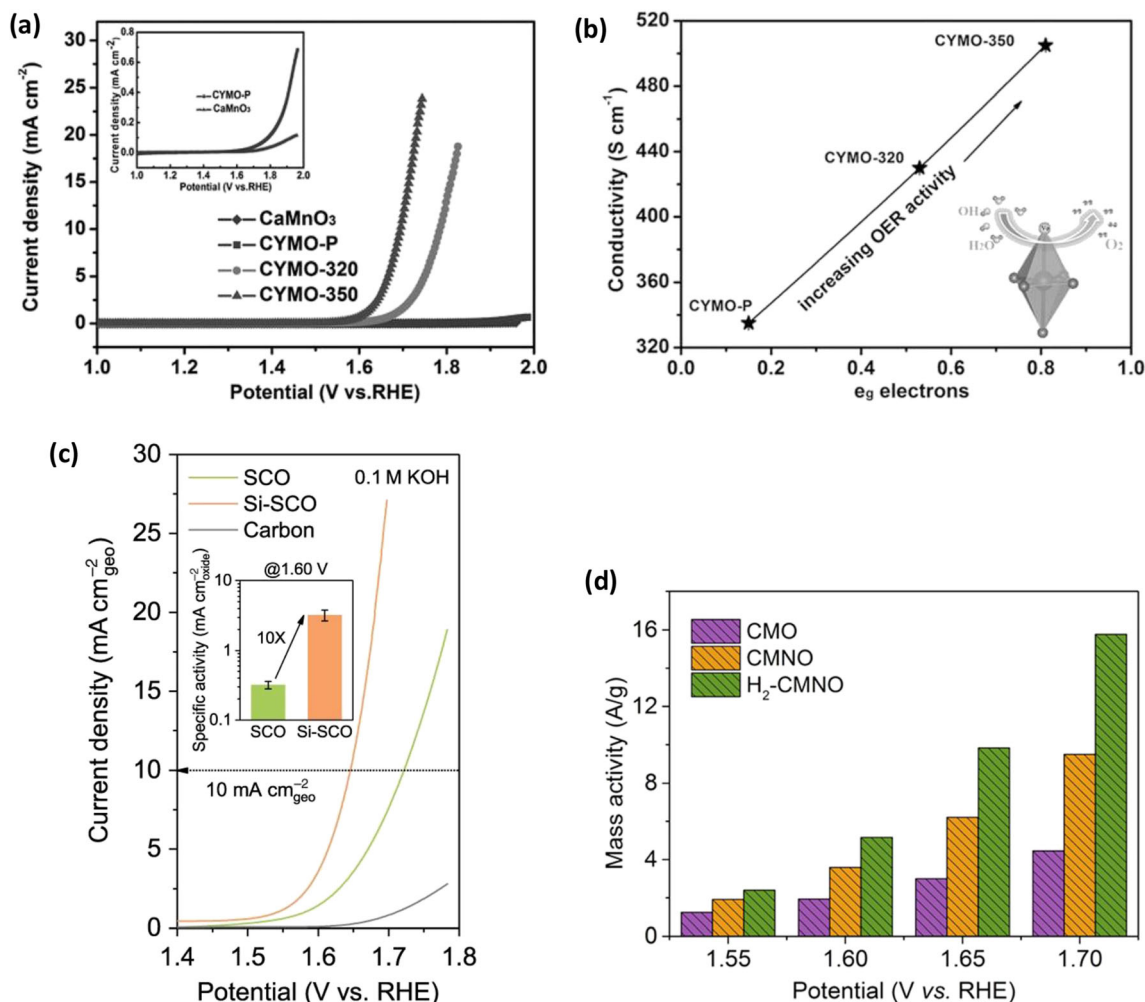 (a)
Current density (mA cm⁻²)
30
25
20
15
10
5
0
1.0 1.2 1.4 1.6 1.8 2.0
Potential (V vs.RHE)
Current density (mA cm⁻²)
0.8
0.6
0.4
0.2
0.0
1.0 1.2 1.4 1.6 1.8 2.0
Potential (V vs.RHE)
CYMO-P
CaMnO₃
CaMnO₃
CYMO-P
CYMO-320
CYMO-350
(b)
Conductivity (S cm⁻¹)
520
480
440
400
360
320
0.0 0.2 0.4 0.6 0.8 1.0
e_g electrons
CYMO-350
CYMO-320
CYMO-P
increasing OER activity
OH
H₂O
O₂
(c)
Current density (mA cm⁻²geo)
30
25
20
15
10
5
0
1.4 1.5 1.6 1.7 1.8
Potential (V vs. RHE)
SCO
Si-SCO
Carbon
0.1 M KOH
@1.60 V
Specific activity (mA cm⁻²oxide)
10
1
0.1
10X
SCO Si-SCO
10 mA cm⁻²geo
(d)
Mass activity (A/g)
16
12
8
4
0
CMO
CMNO
H₂-CMNO
1.55 1.60 1.65 1.70
Potential (V vs. RHE)